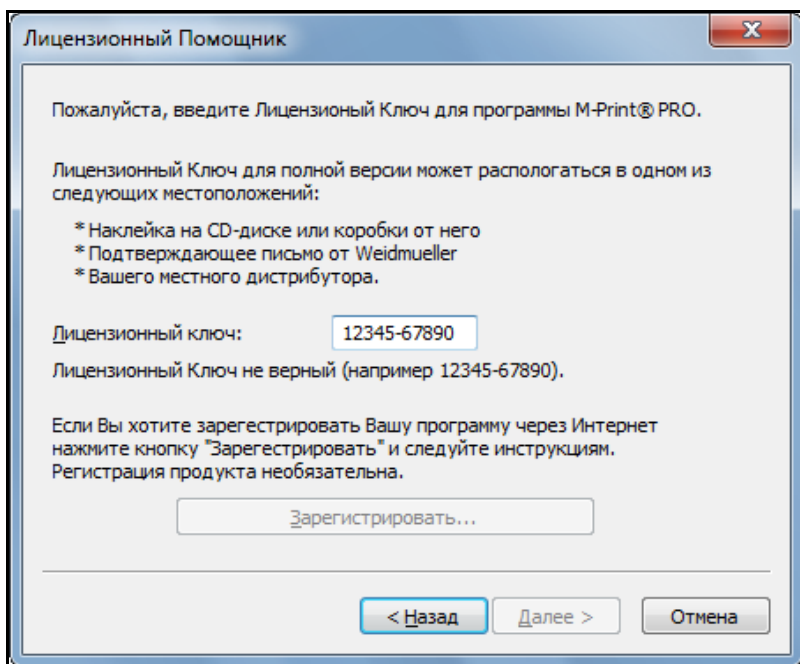 Лицензионный Помощник
Пожалуйста, введите Лицензионый Ключ для программы M-Print® PRO.
Лицензионный Ключ для полной версии может распологаться в одном из
следующих местоположений:
* Наклейка на CD-диске или коробки от него
* Подтверждающее письмо от Weidmueller
* Вашего местного дистрибутора.
Лицензионный ключ: 12345-67890
Лицензионный Ключ не верный (например 12345-67890).
Если Вы хотите зарегестрировать Вашу программу через Интернет
нажмите кнопку "Зарегестрировать" и следуйте инструкциям.
Регистрация продукта необязательна.
Зарегистрировать...
< Назад Далее > Отмена